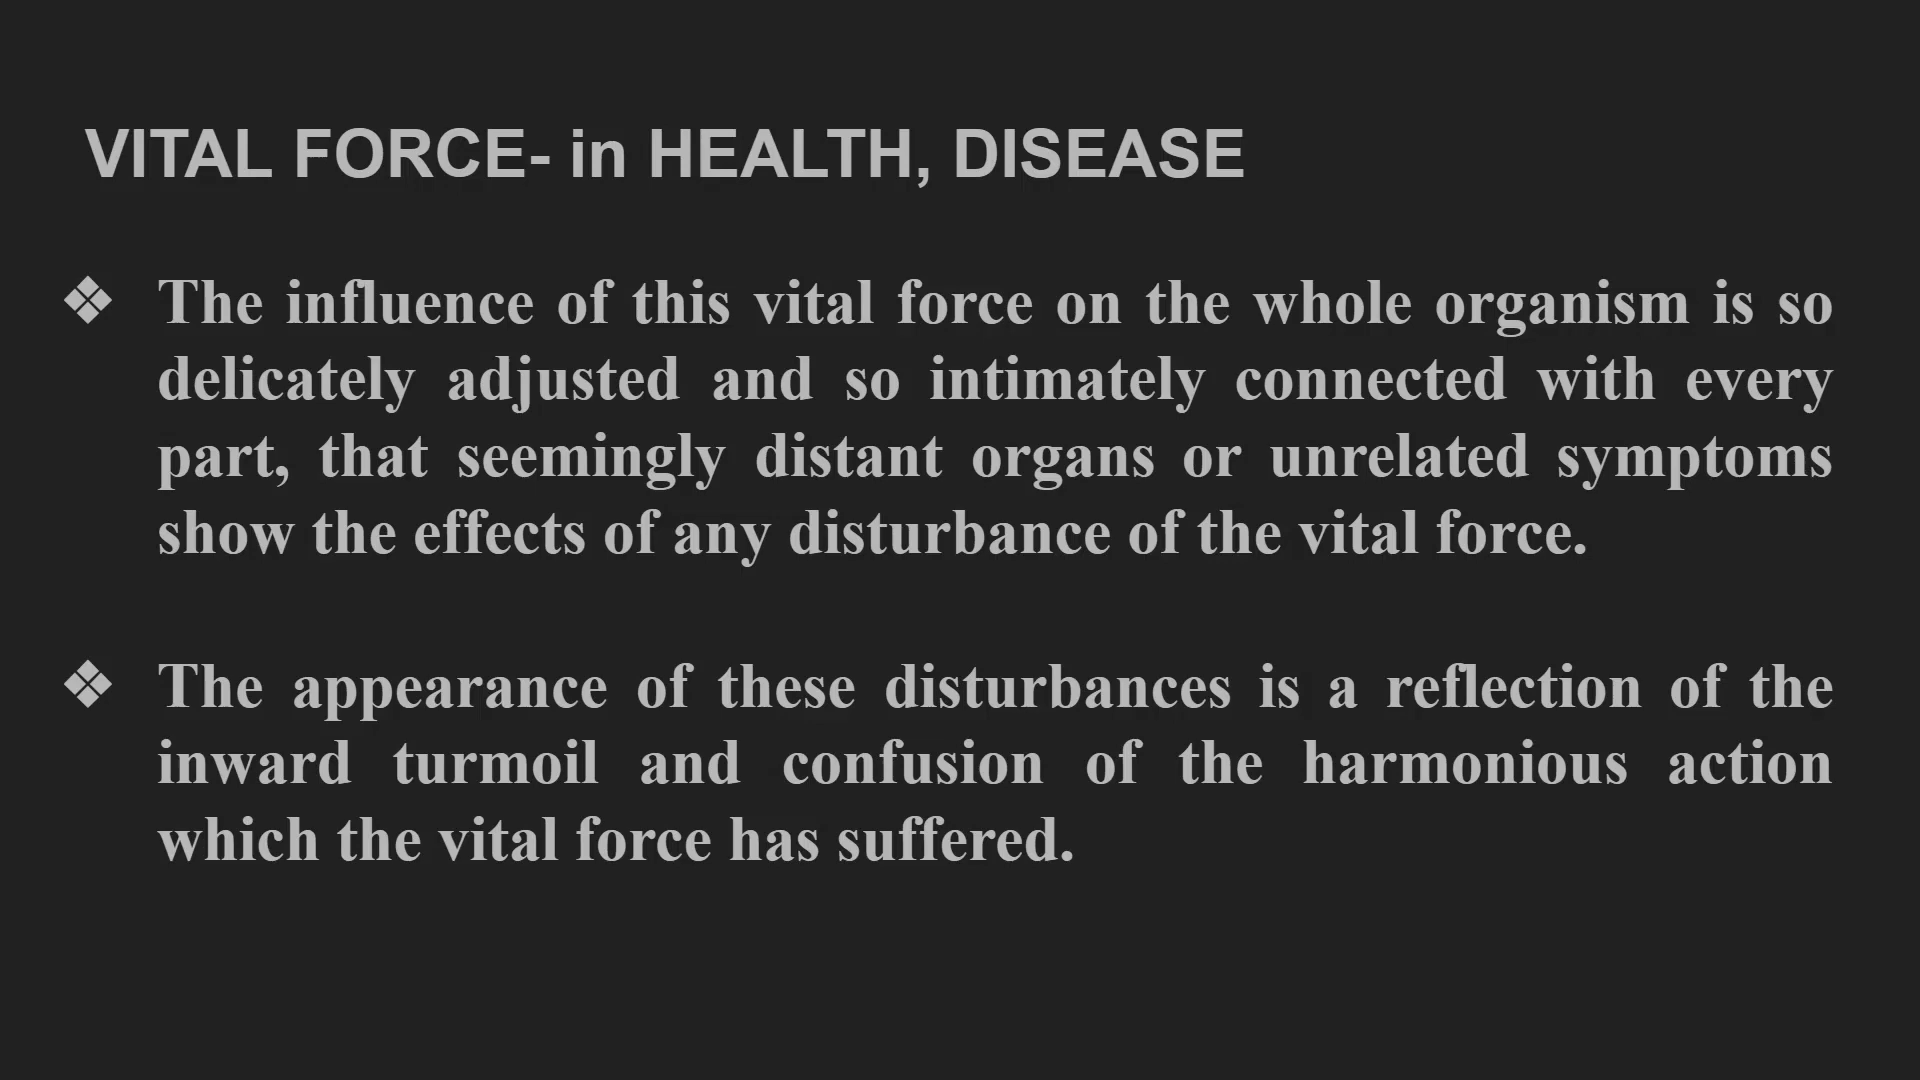 VITAL FORCE- in HEALTH, DISEASE
❖ The influence of this vital force on the whole organism is so
delicately adjusted and so intimately connected with every
part, that seemingly distant organs or unrelated symptoms
show the effects of any disturbance of the vital force.
❖ The appearance of these disturbances is a reflection of the
inward turmoil and confusion of the harmonious action
which the vital force has suffered.